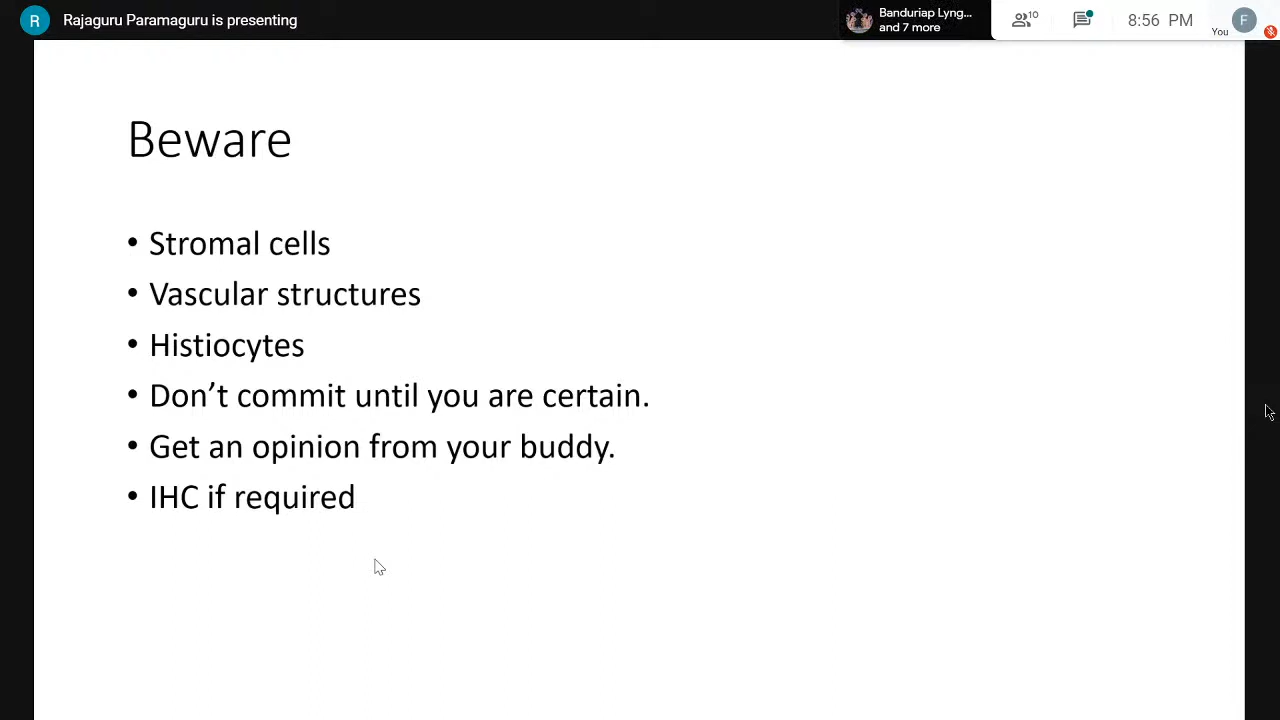 R Rajaguru Paramaguru is presenting
Banduriap Lyng...
and 7 more
10
8:56 PM
You
F
Beware
• Stromal cells
• Vascular structures
• Histiocytes
• Don’t commit until you are certain.
• Get an opinion from your buddy.
• IHC if required